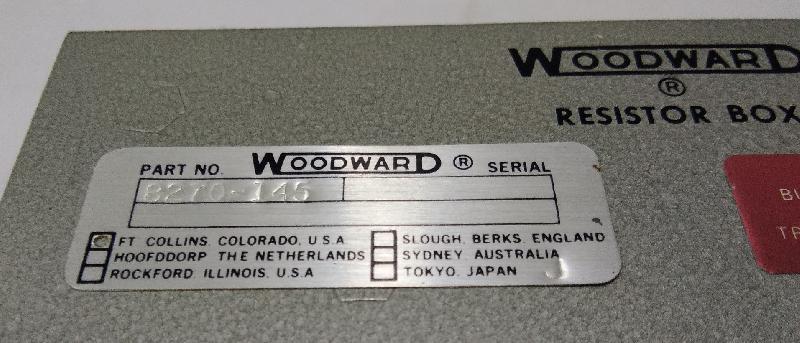 WOODWARD
®
RESISTOR BOX
PART NO. WOODWARD ® SERIAL
8270-145
FT. COLLINS, COLORADO, U.S.A.
HOOFDDORP THE NETHERLANDS
ROCKFORD ILLINOIS, U.S.A
SLOUGH, BERKS. ENGLAND
SYDNEY, AUSTRALIA
TOKYO, JAPAN